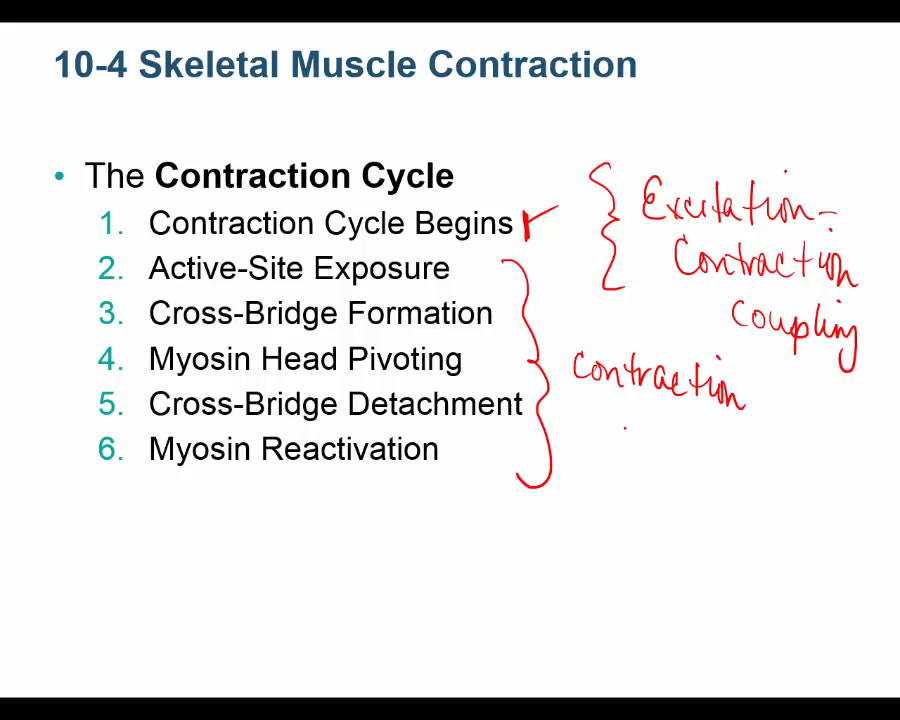 10-4 Skeletal Muscle Contraction
• The Contraction Cycle
1. Contraction Cycle Begins
2. Active-Site Exposure
3. Cross-Bridge Formation
4. Myosin Head Pivoting
5. Cross-Bridge Detachment
6. Myosin Reactivation
Excitation-
Contraction
Coupling
Contraction